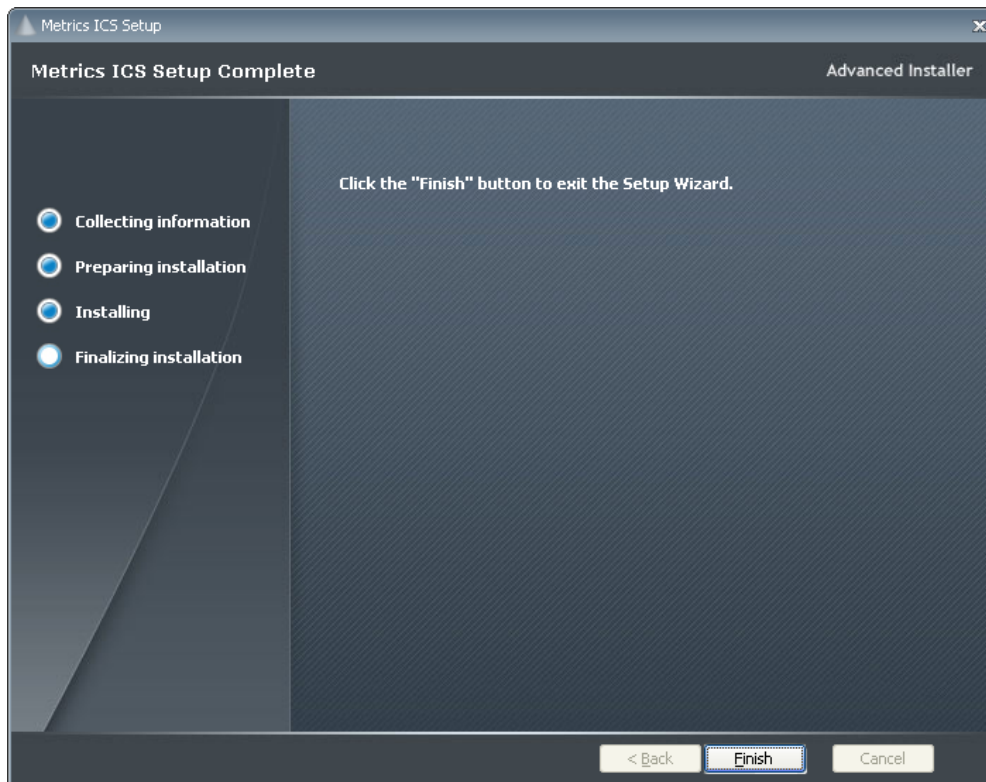 Metrics ICS Setup
Metrics ICS Setup Complete
Advanced Installer
Click the "Finish" button to exit the Setup Wizard.
Collecting information
Preparing installation
Installing
Finalizing installation
< Back
Finish
Cancel